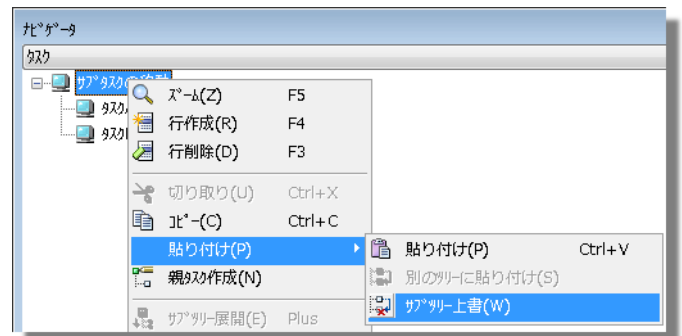 ﾅﾋﾞｹﾞｰﾀ
ﾀｽｸ
ｻﾌﾞﾀｽｸの移動
ﾀｽｸ
ﾀｽｸ
ｽﾞｰﾑ(Z) F5
行作成(R) F4
行削除(D) F3
切り取り(U) Ctrl+X
ｺﾋﾟｰ(C) Ctrl+C
貼り付け(P)
親ﾀｽｸ作成(N)
ｻﾌﾞﾂﾘｰ展開(E) Plus
貼り付け(P) Ctrl+V
別のﾂﾘｰに貼り付け(S)
ｻﾌﾞﾂﾘｰ上書(W)